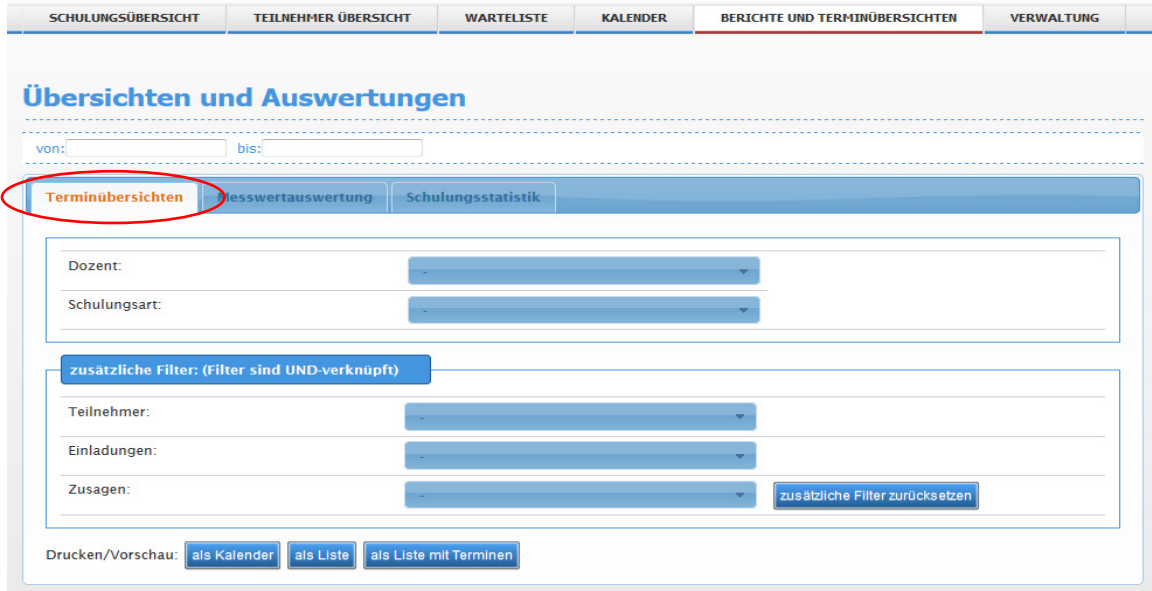 SCHULUNGSÜBERSICHT TEILNEHMER ÜBERSICHT WARTELISTE KALENDER BERICHTE UND TERMINÜBERSICHTEN VERWALTUNG
Übersichten und Auswertungen
von: bis:
Terminübersichten Messwertauswertung Schulungsstatistik
Dozent: -
Schulungsart: -
zusätzliche Filter: (Filter sind UND-verknüpft)
Teilnehmer: -
Einladungen: -
Zusagen: - zusätzliche Filter zurücksetzen
Drucken/Vorschau: als Kalender als Liste als Liste mit Terminen